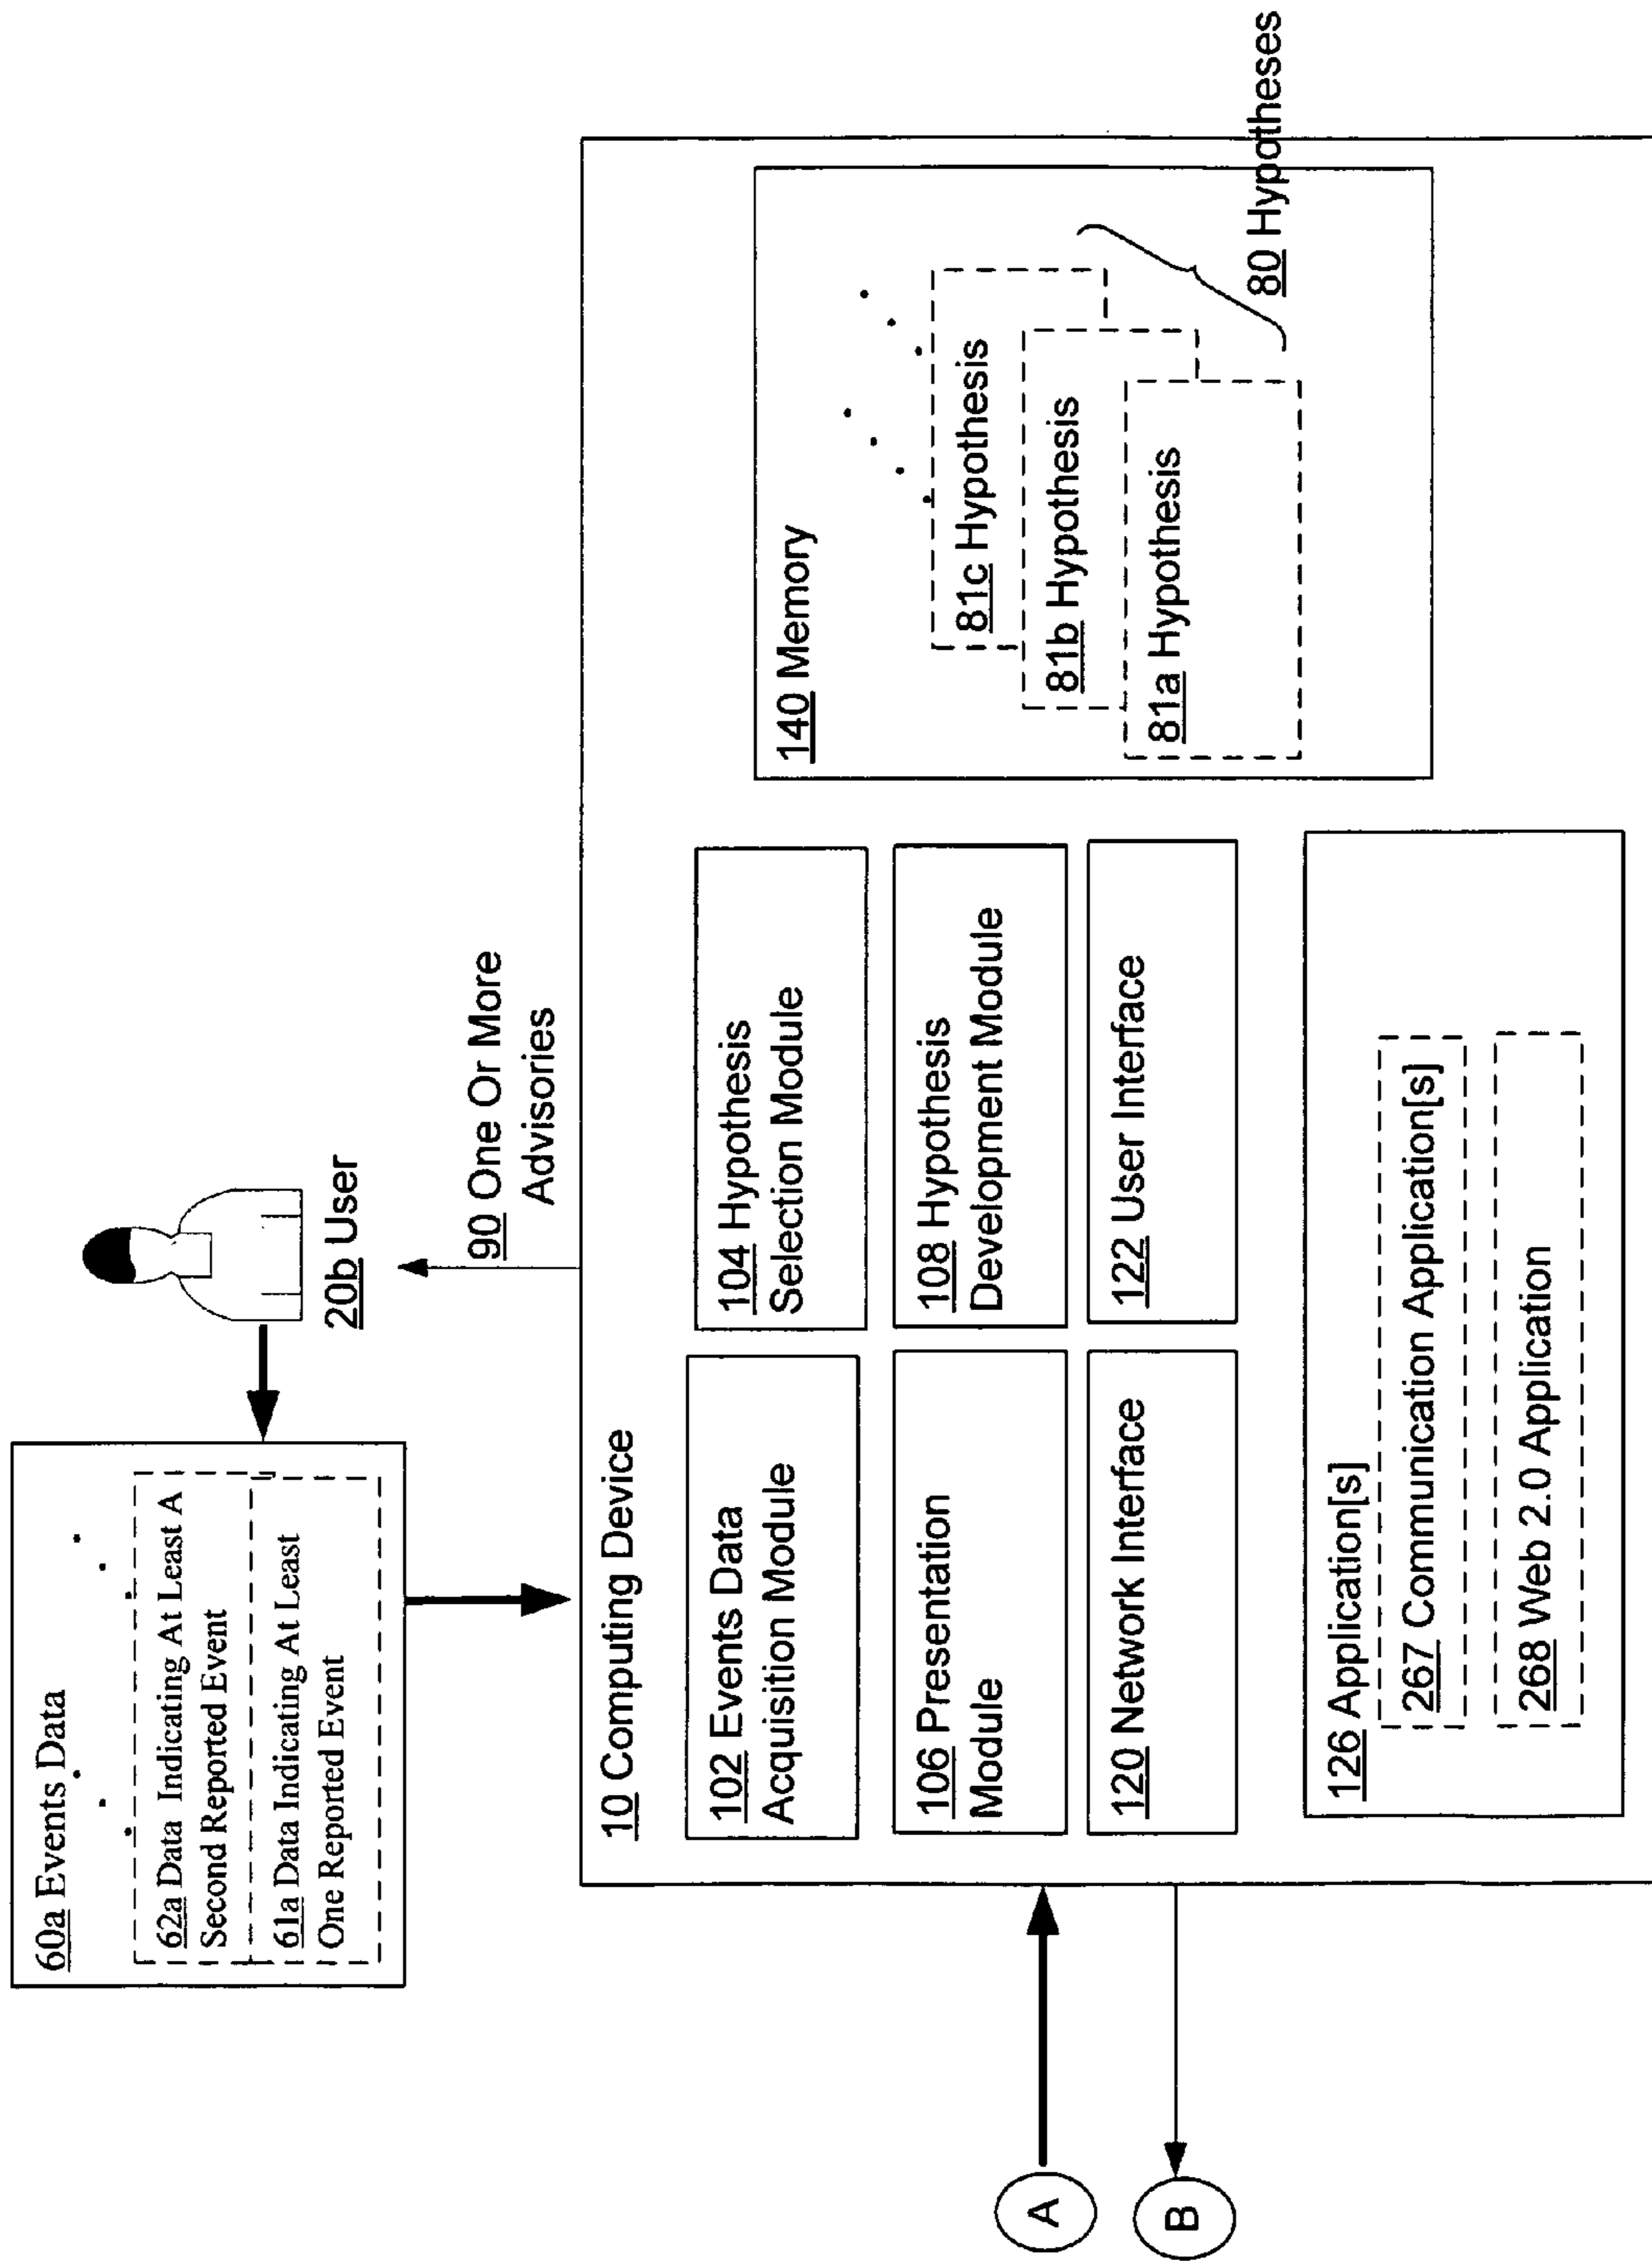 60a Events Data
62a Data Indicating At Least A
Second Reported Event
61a Data Indicating At Least
One Reported Event
20b User
90 One Or More
Advisories
10 Computing Device
102 Events Data
Acquisition Module
104 Hypothesis
Selection Module
106 Presentation
Module
108 Hypothesis
Development Module
120 Network Interface
122 User Interface
126 Application[s]
267 Communication Application[s]
268 Web 2.0 Application
140 Memory
81c Hypothesis
81b Hypothesis
81a Hypothesis
80 Hypotheses
A
B